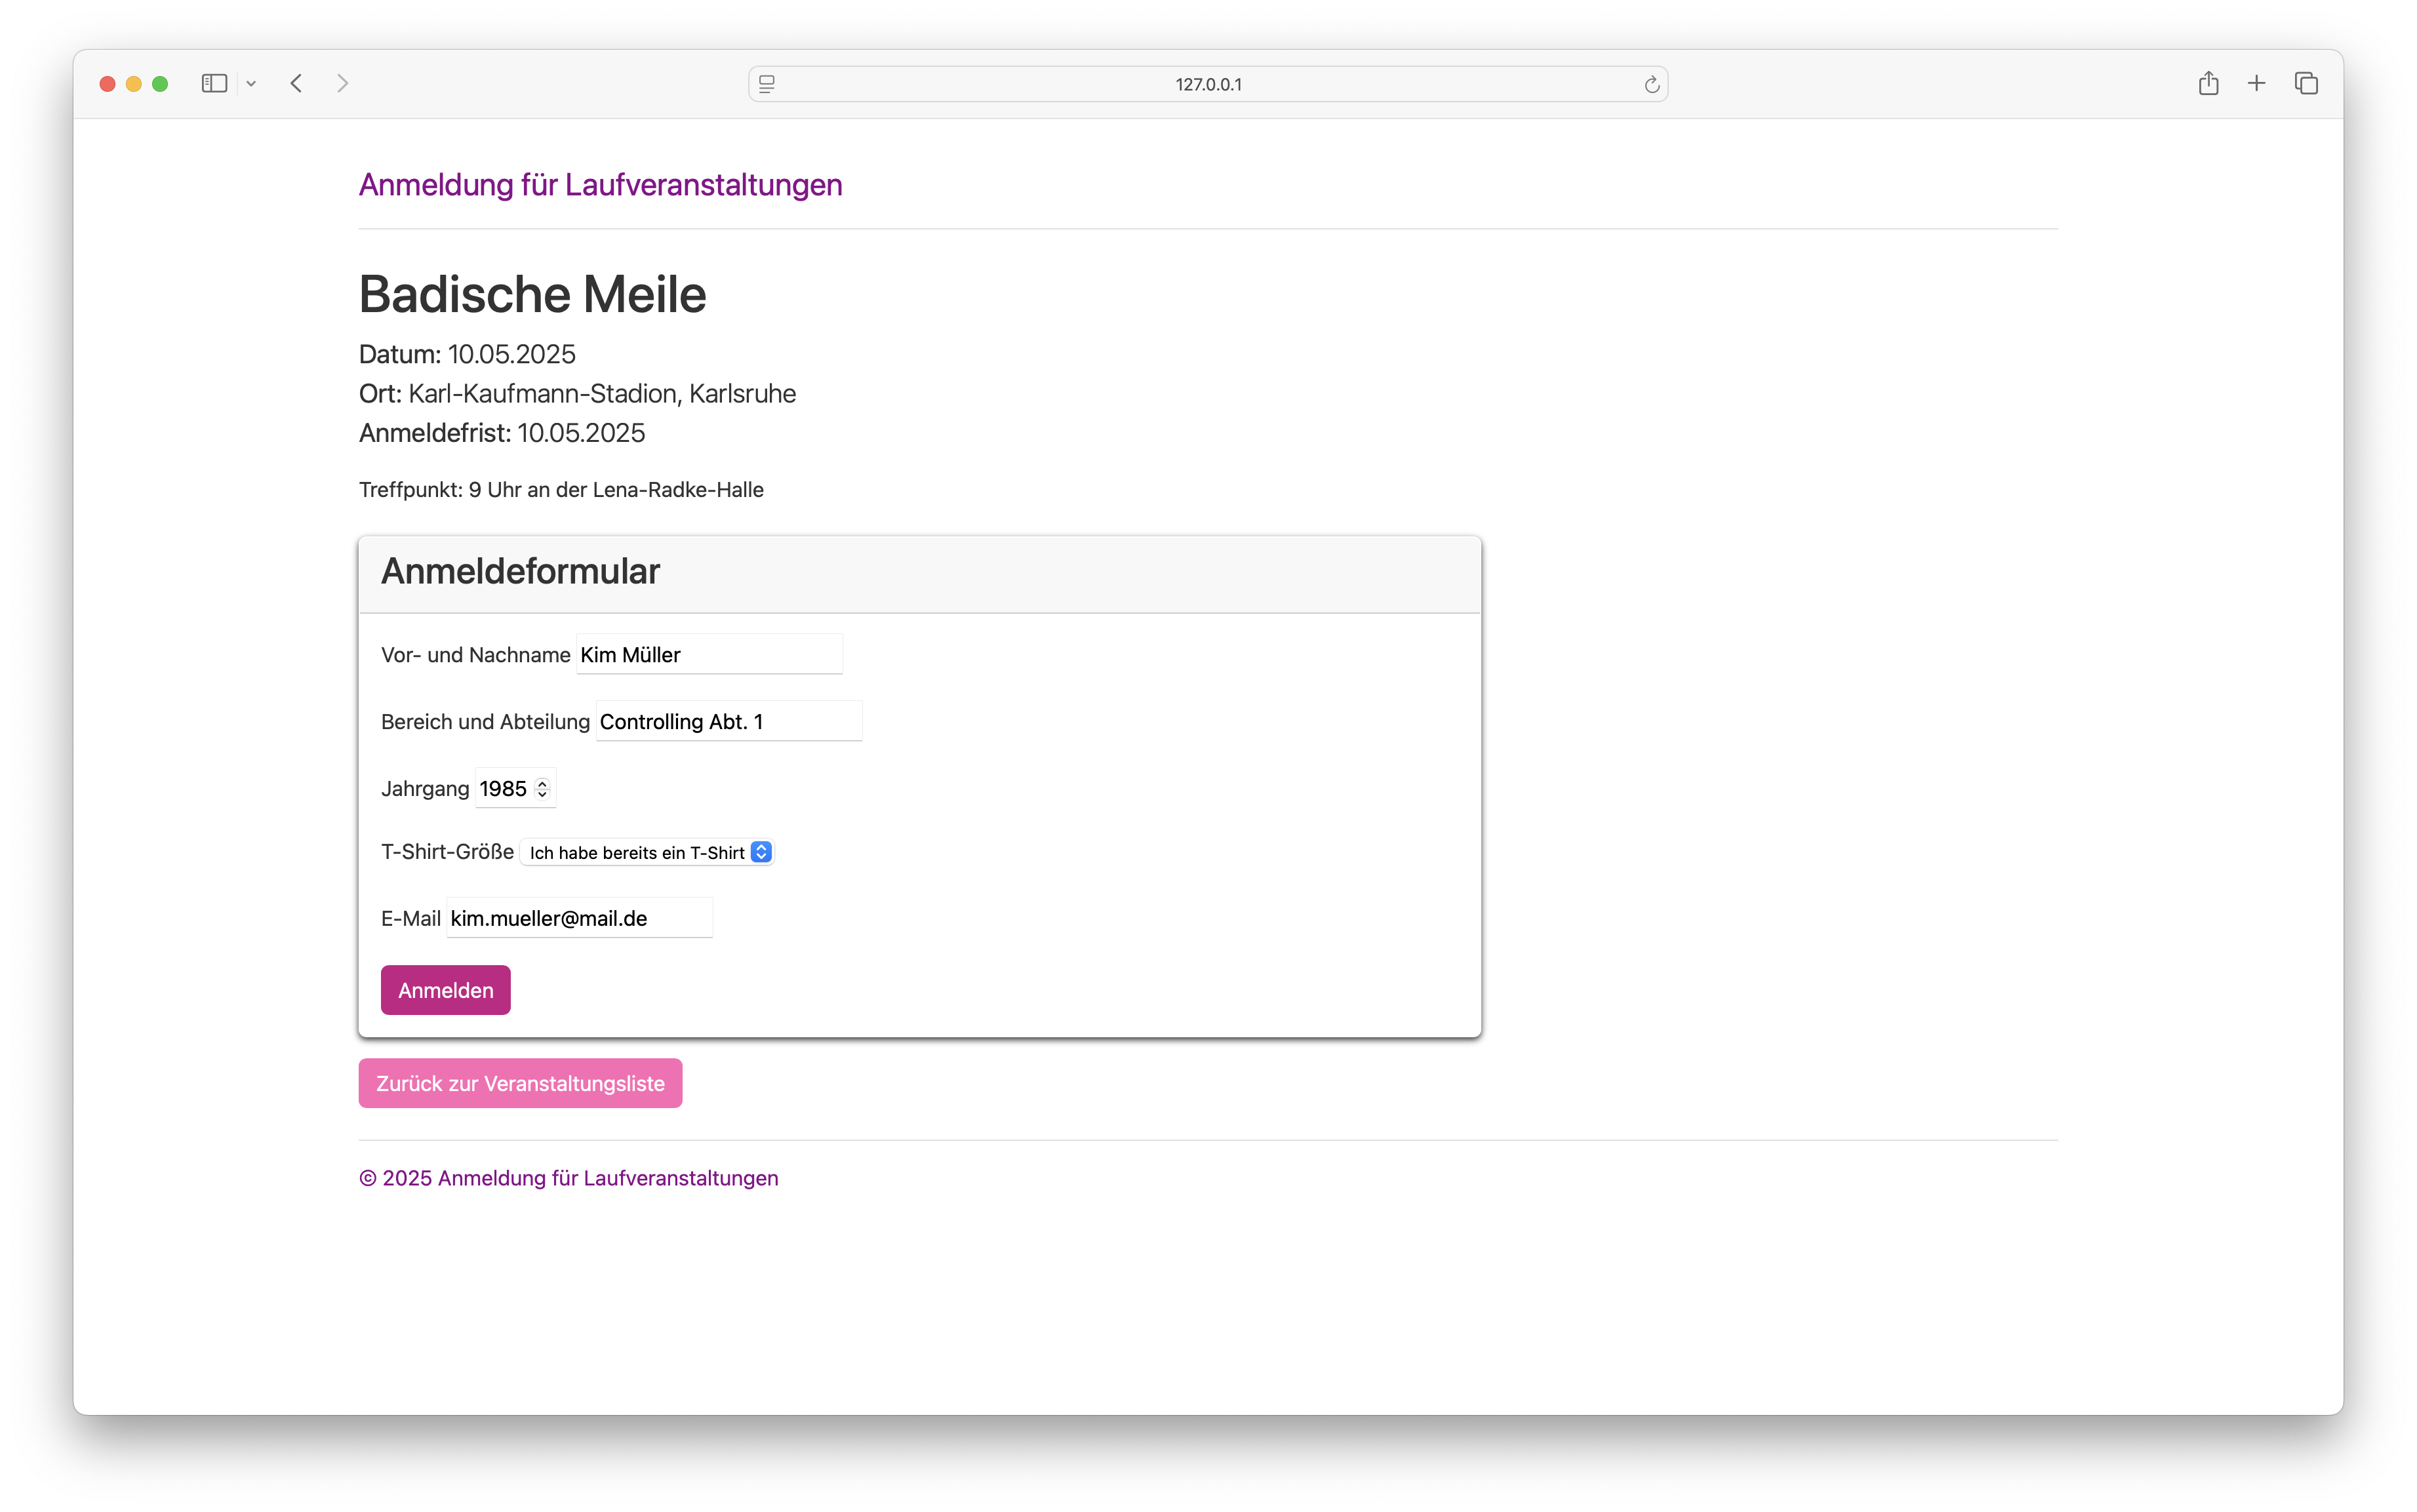 127.0.0.1
Anmeldung für Laufveranstaltungen
Badische Meile
Datum: 10.05.2025
Ort: Karl-Kaufmann-Stadion, Karlsruhe
Anmeldefrist: 10.05.2025
Treffpunkt: 9 Uhr an der Lena-Radke-Halle
Anmeldeformular
Vor- und Nachname Kim Müller
Bereich und Abteilung Controlling Abt. 1
Jahrgang 1985
T-Shirt-Größe Ich habe bereits ein T-Shirt
E-Mail kim.mueller@mail.de
Anmelden
Zurück zur Veranstaltungsliste
© 2025 Anmeldung für Laufveranstaltungen